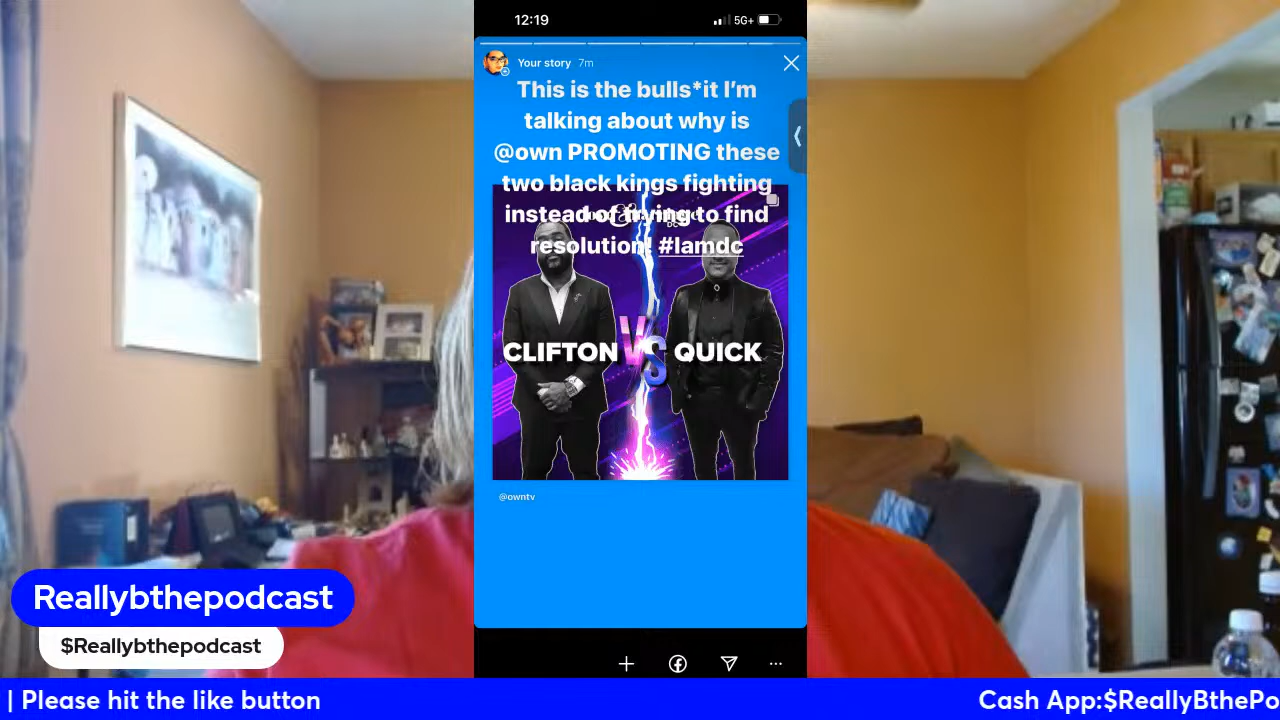 12:19
5G+
Your story 7m
This is the bulls*it I'm
talking about why is
@own PROMOTING these
two black kings fighting
instead of trying to find
resolution! #Iamdc
CLIFTON VS QUICK
@owntv
Reallybthepodcast
$Reallybthepodcast
| Please hit the like button
Cash App:$ReallyBthePo